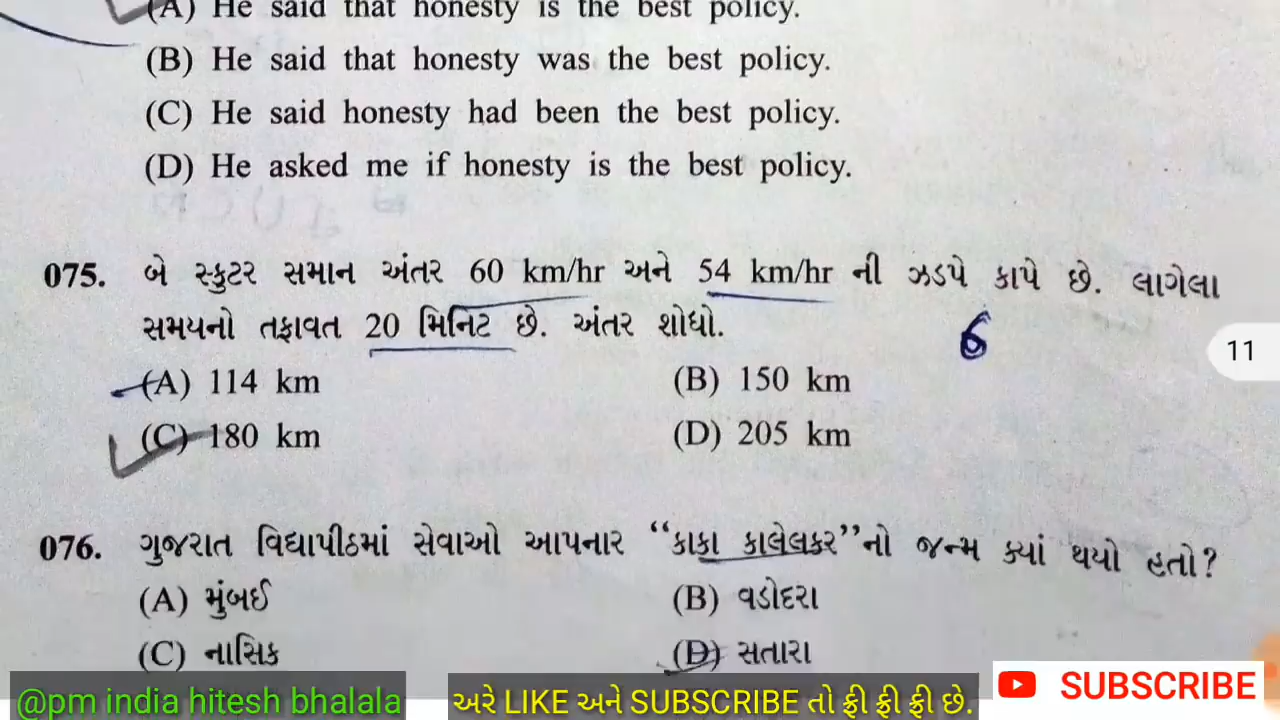 (A) He said that honesty is the best policy.
(B) He said that honesty was the best policy.
(C) He said honesty had been the best policy.
(D) He asked me if honesty is the best policy.
075. બે સ્કુટર સમાન અંતર 60 km/hr અને 54 km/hr ની ઝડપે કાપે છે. લાગેલા
સમયનો તફાવત 20 મિનિટ છે. અંતર શોધો.
6
11
(A) 114 km (B) 150 km
(C) 180 km (D) 205 km
076. ગુજરાત વિદ્યાપીઠમાં સેવાઓ આપનાર “કાકા કાલેલકર”નો જન્મ ક્યાં થયો હતો?
(A) મુંબઈ (B) વડોદરા
(C) નાસિક (D) સતારા
@pm india hitesh bhalala અરે LIKE અને SUBSCRIBE તો ફ્રી ફ્રી ફ્રી છે. SUBSCRIBE